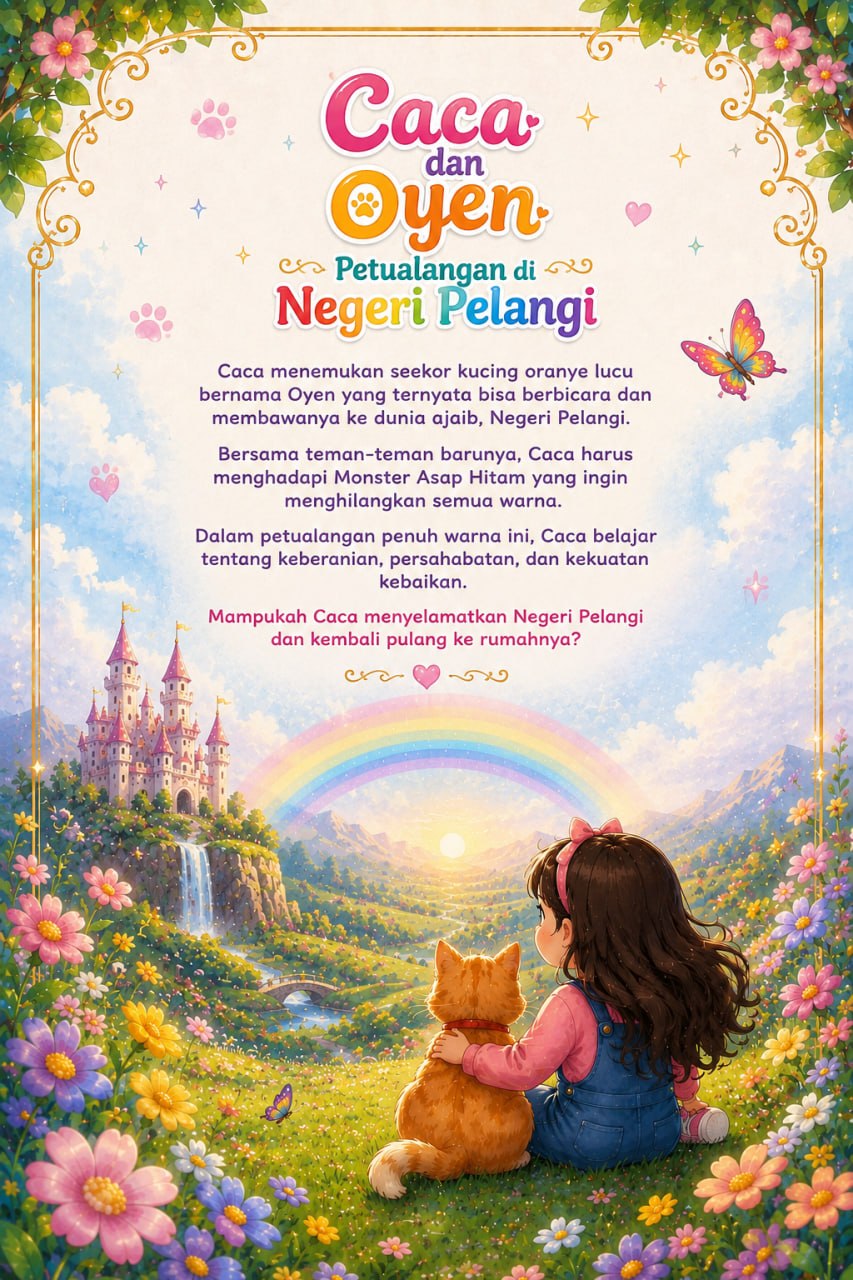 Caca
dan
Oyen
Petualangan di
Negeri Pelangi
Caca menemukan seekor kucing oranye lucu
bernama Oyen yang ternyata bisa berbicara dan
membawanya ke dunia ajaib, Negeri Pelangi.
Bersama teman-teman barunya, Caca harus
menghadapi Monster Asap Hitam yang ingin
menghilangkan semua warna.
Dalam petualangan penuh warna ini, Caca belajar
tentang keberanian, persahabatan, dan kekuatan
kebaikan.
Mampukah Caca menyelamatkan Negeri Pelangi
dan kembali pulang ke rumahnya?